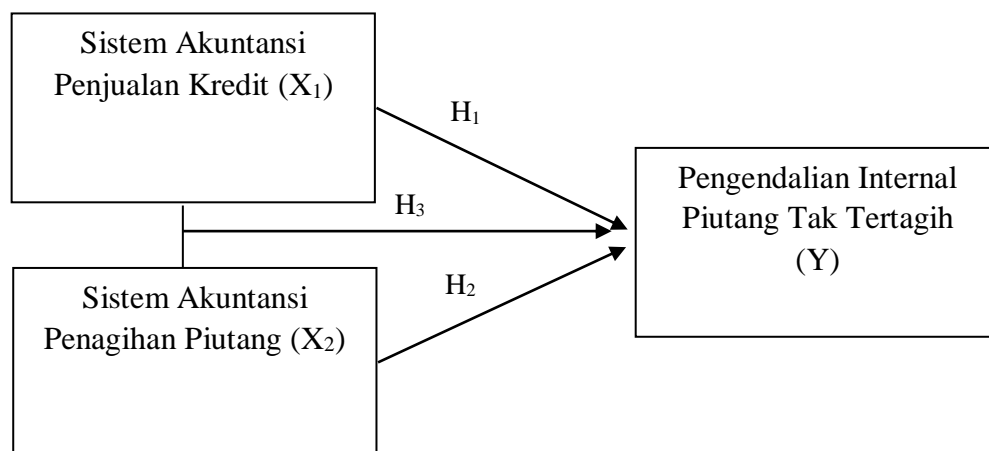 Sistem Akuntansi
Penjualan Kredit (X₁)
H₁
Pengendalian Internal
Piutang Tak Tertagih
(Y)
H₃
Sistem Akuntansi
Penagihan Piutang (X₂)
H₂